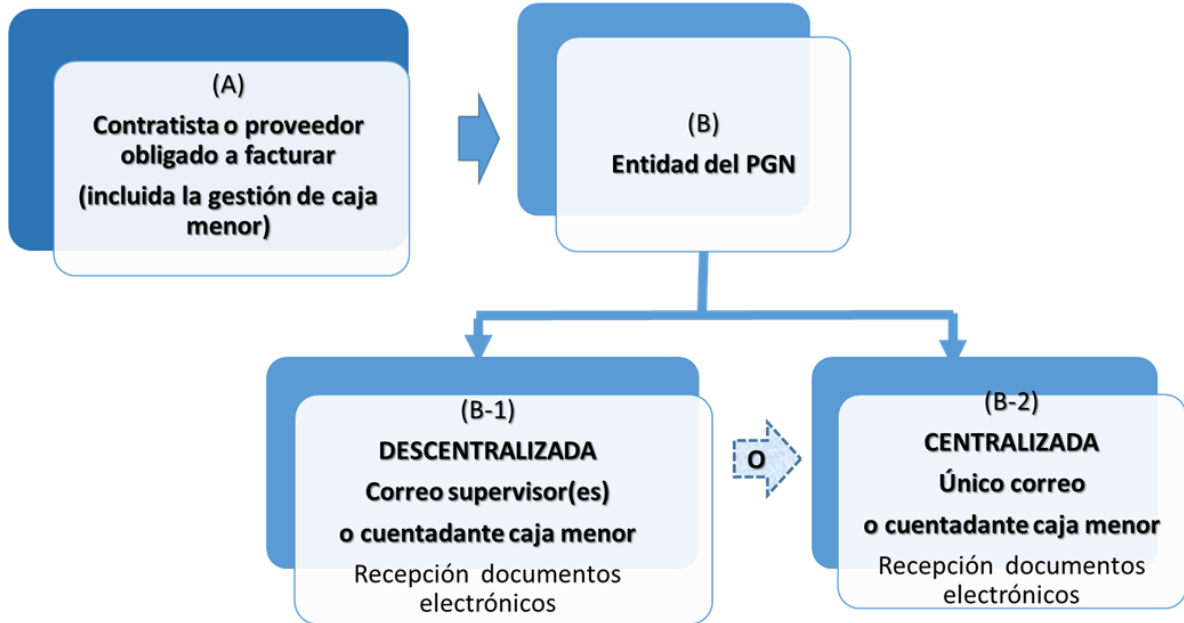 (A)
Contratista o proveedor
obligado a facturar
(incluida la gestión de caja
menor)
(B)
Entidad del PGN
(B-1)
DESCENTRALIZADA
Correo supervisor(es)
o cuentadante caja menor
Recepción documentos
electrónicos
O
(B-2)
CENTRALIZADA
Único correo
o cuentadante caja menor
Recepción documentos
electrónicos